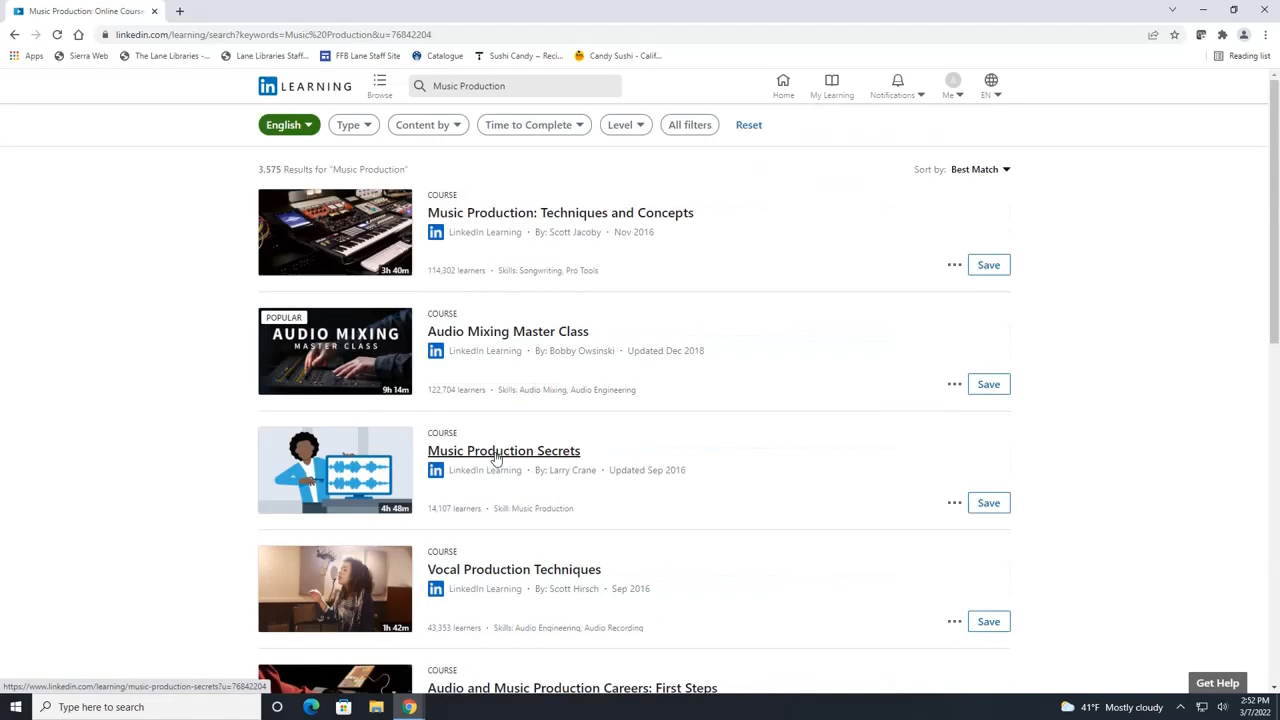 Music Production: Online Course
linkedin.com/learning/search?keywords=Music%20Production&u=76842204
Apps
Sierra Web
The Lane Libraries -...
Lane Libraries Staff...
FFB Lane Staff Site
Catalogue
Sushi Candy ~ Reci...
Candy Sushi - Calif...
Reading list
in LEARNING
Browse
Music Production
Home
My Learning
Notifications
Me
EN
English
Type
Content by
Time to Complete
Level
All filters
Reset
3,575 Results for "Music Production"
Sort by: Best Match
COURSE
Music Production: Techniques and Concepts
in LinkedIn Learning • By: Scott Jacoby • Nov 2016
3h 40m
114,302 learners • Skills: Songwriting, Pro Tools
Save
COURSE
POPULAR
AUDIO MIXING
MASTER CLASS
9h 14m
Audio Mixing Master Class
in LinkedIn Learning • By: Bobby Owsinski • Updated Dec 2018
122,704 learners • Skills: Audio Mixing, Audio Engineering
Save
COURSE
Music Production Secrets
in LinkedIn Learning • By: Larry Crane • Updated Sep 2016
4h 48m
14,107 learners • Skill: Music Production
Save
COURSE
Vocal Production Techniques
in LinkedIn Learning • By: Scott Hirsch • Sep 2016
1h 42m
43,353 learners • Skills: Audio Engineering, Audio Recording
Save
COURSE
Audio and Music Production Careers: First Steps
Get Help
https://www.linkedin.com/learning/music-production-secrets?u=76842204
Type here to search
41°F Mostly cloudy
2:52 PM
3/7/2022